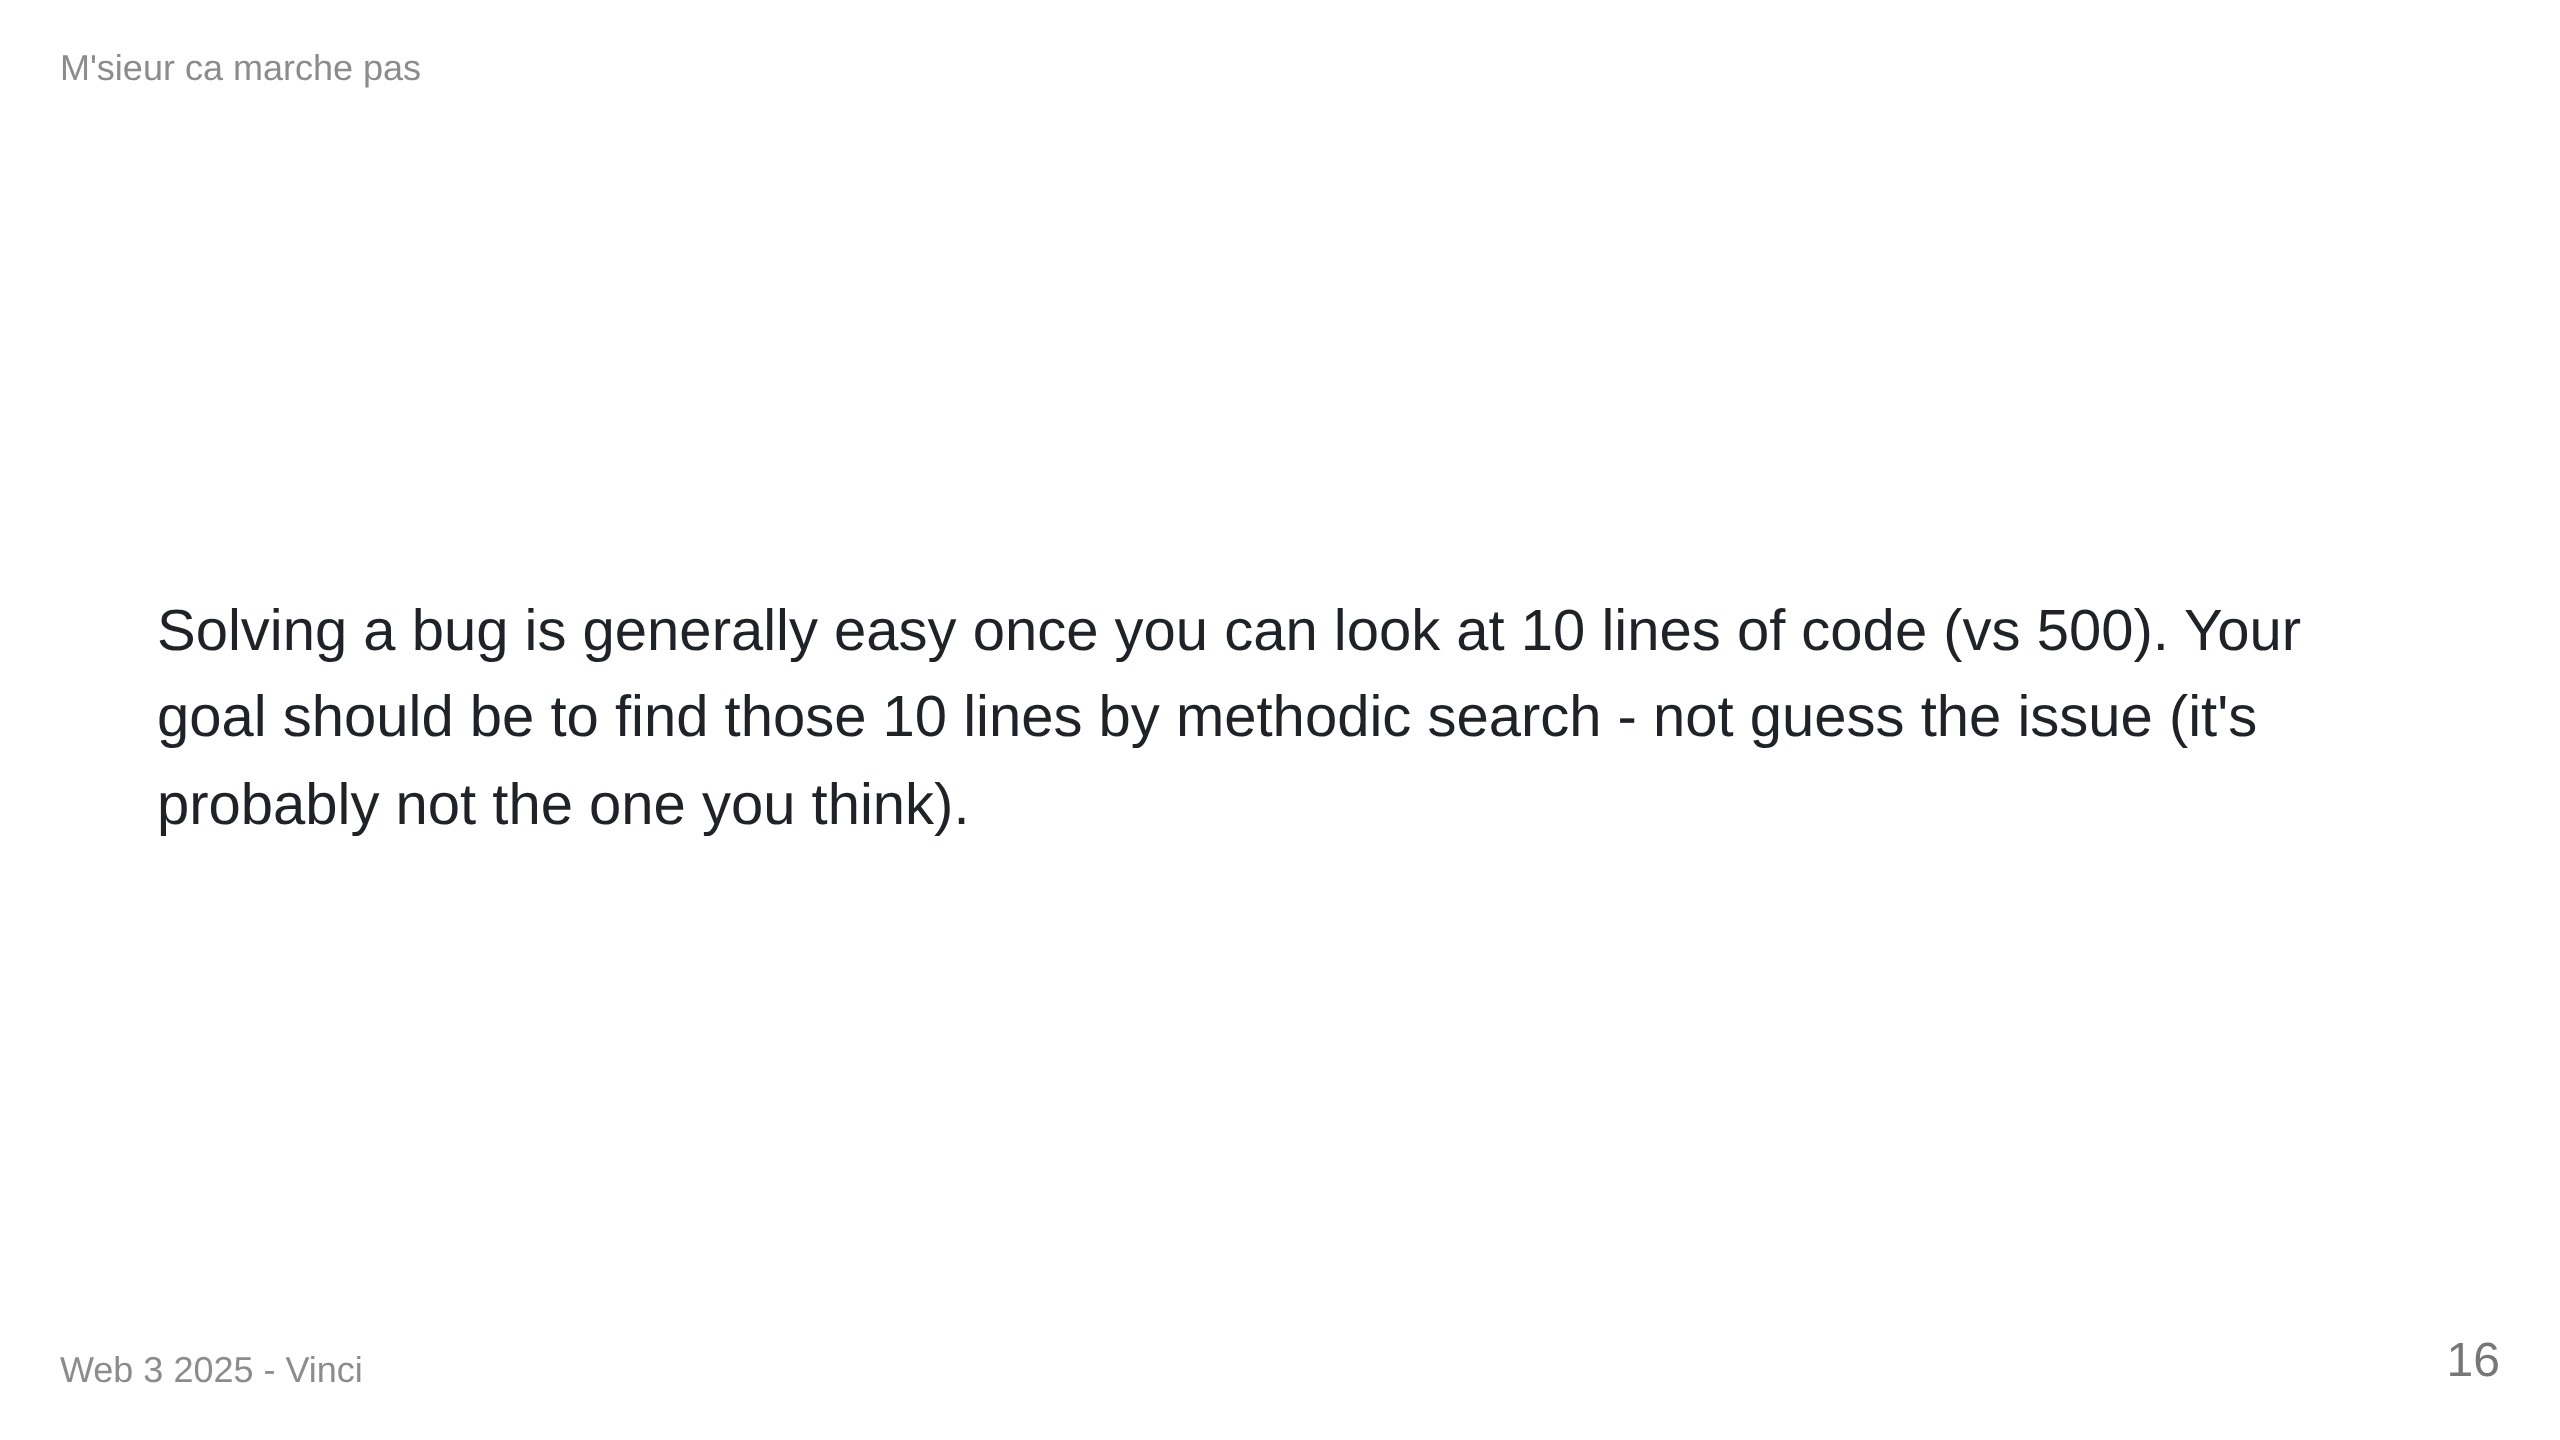 M'sieur ca marche pas
Solving a bug is generally easy once you can look at 10 lines of code (vs 500). Your
goal should be to find those 10 lines by methodic search - not guess the issue (it's
probably not the one you think).
Web 3 2025 - Vinci
16